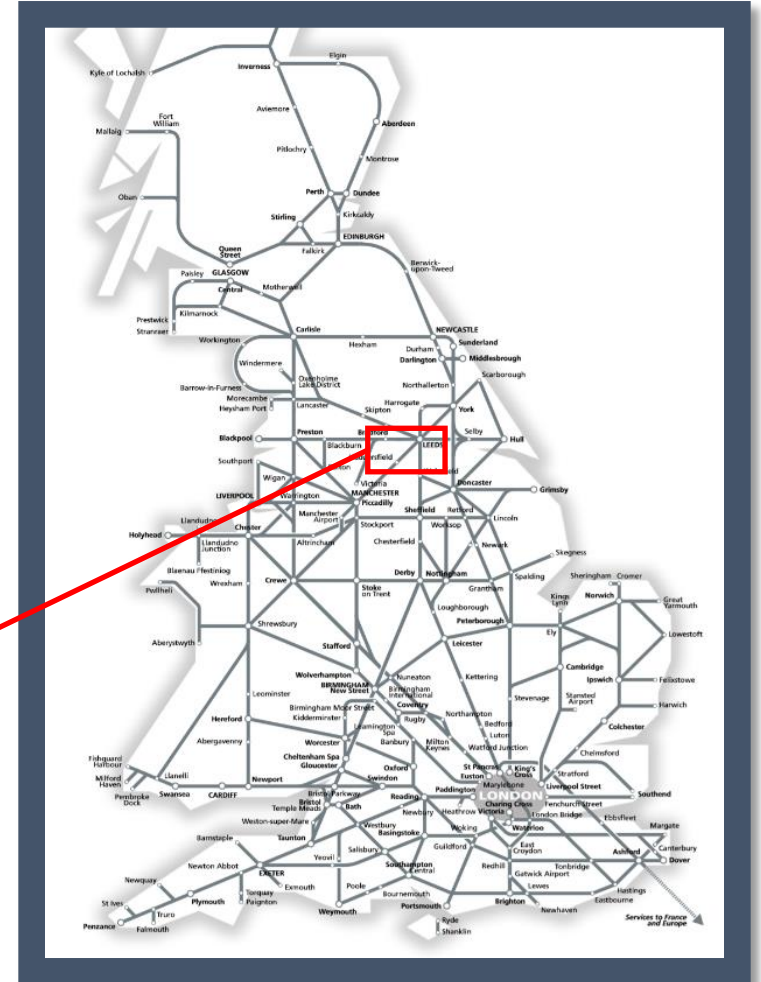 Elgin
Inverness
Kyle of Lochalsh
Aviemore
Fort
William
Aberdeen
Mallaig
Pitlochry
Montrose
Perth
Dundee
Oban
Stirling
Kirkcaldy
EDINBURGH
Queen
Street
Falkirk
Berwick-
upon-Tweed
Paisley
GLASGOW
Central
Motherwell
Prestwick
Kilmarnock
Stranraer
Carlisle
NEWCASTLE
Workington
Hexham
Sunderland
Durham
Darlington
Middlesbrough
Windermere
Scarborough
Oxenholme
Lake District
Northallerton
Barrow-in-Furness
Morecambe
Harrogate
Heysham Port
Lancaster
Skipton
York
Preston
Selby
Blackpool
LEEDS
Hull
Blackburn
Southport
Wigan
Victoria
Doncaster
MANCHESTER
Grimsby
LIVERPOOL
Warrington
Piccadilly
Sheffield
Retford
Manchester
Airport
Lincoln
Llandudno
Chester
Stockport
Worksop
Holyhead
Llandudno
Junction
Altrincham
Chesterfield
Newark
Skegness
Blaenau Ffestiniog
Derby
Nottingham
Sheringham
Cromer
Wrexham
Crewe
Stoke
on Trent
Spalding
Pwllheli
Grantham
Kings
Lynn
Norwich
Great
Yarmouth
Loughborough
Shrewsbury
Peterborough
Aberystwyth
Stafford
Leicester
Ely
Lowestoft
Wolverhampton
Cambridge
BIRMINGHAM
New Street
Nuneaton
Kettering
Birmingham
International
Ipswich
Felixstowe
Leominster
Coventry
Stevenage
Stansted
Airport
Birmingham Moor Street
Rugby
Northampton
Harwich
Hereford
Kidderminster
Leamington
Spa
Bedford
Colchester
Abergavenny
Worcester
Banbury
Milton
Keynes
Luton
Watford Junction
Chelmsford
Fishguard
Harbour
Cheltenham Spa
Gloucester
Oxford
St Pancras
King's
Cross
Euston
Stratford
Milford
Haven
Llanelli
Newport
Swindon
Marylebone
Liverpool Street
Pembroke
Dock
Swansea
CARDIFF
Bristol Parkway
Reading
Paddington
LONDON
Southend
Bristol
Temple Meads
Bath
Newbury
Heathrow
Victoria
Charing Cross
Fenchurch Street
London Bridge
Ebbsfleet
Weston-super-Mare
Westbury
Basingstoke
Woking
Waterloo
Margate
Barnstaple
Taunton
Salisbury
Guildford
East
Croydon
Ashford
Canterbury
Newton Abbot
Yeovil
Southampton
Central
Redhill
Tonbridge
Dover
EXETER
Gatwick Airport
Newquay
Exmouth
Poole
Lewes
Hastings
St Ives
Plymouth
Torquay
Paignton
Bournemouth
Eastbourne
Truro
Weymouth
Portsmouth
Brighton
Newhaven
Penzance
Falmouth
Ryde
Shanklin
Services to France
and Europe